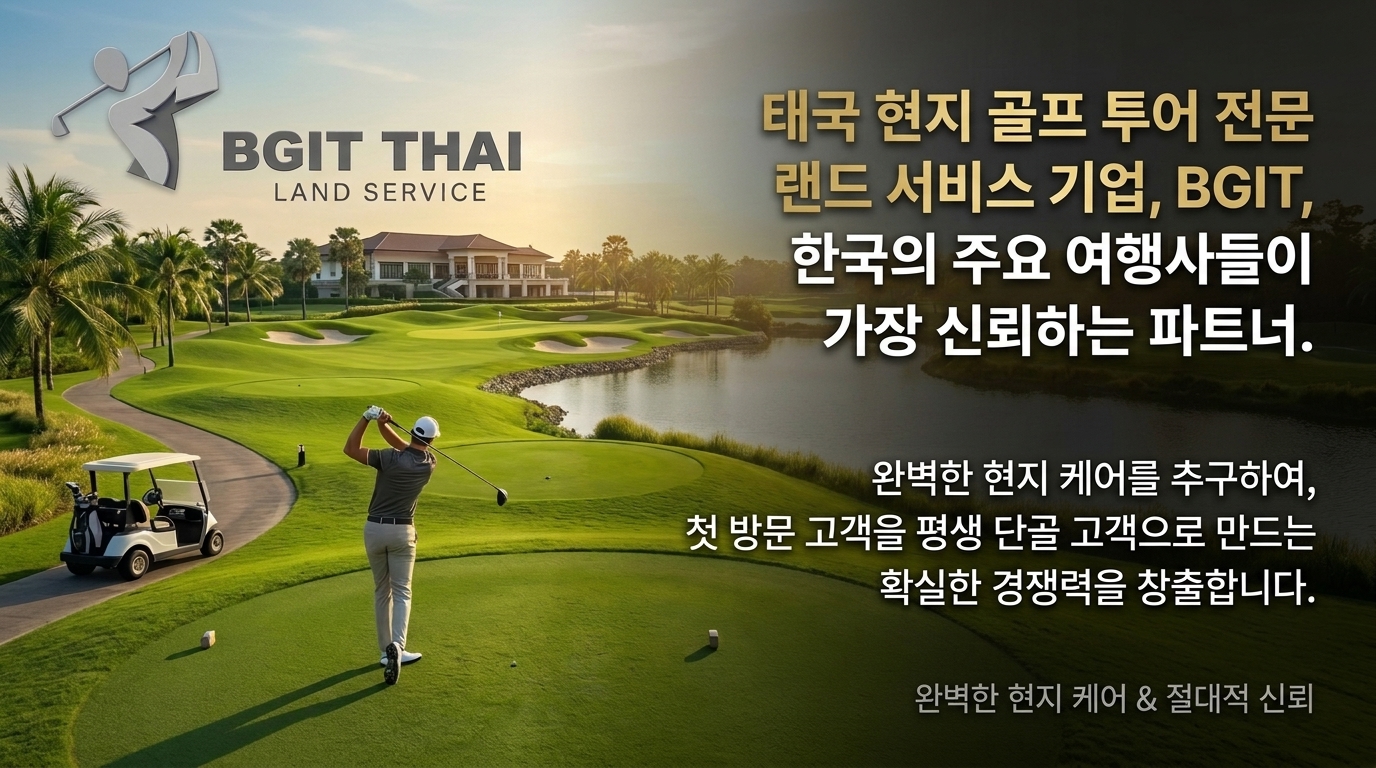 BGIT THAI
LAND SERVICE
태국 현지 골프 투어 전문
랜드 서비스 기업, BGIT,
한국의 주요 여행사들이
가장 신뢰하는 파트너.
완벽한 현지 케어를 추구하여,
첫 방문 고객을 평생 단골 고객으로 만드는
확실한 경쟁력을 창출합니다.
완벽한 현지 케어 & 절대적 신뢰